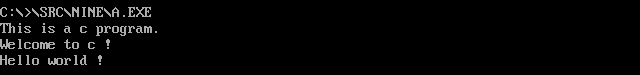 C:\>\SRC\NINE\A.EXE
This is a c program.
Welcome to c !
Hello world !